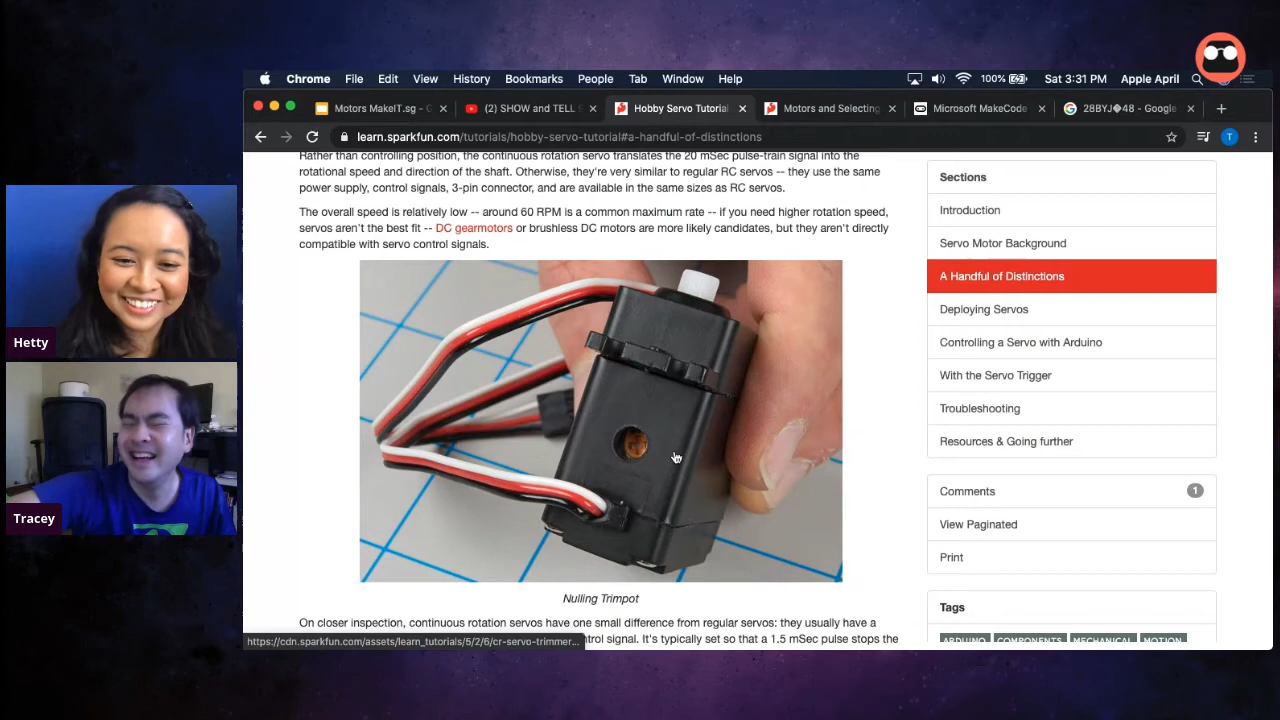 Chrome File Edit View History Bookmarks People Tab Window Help 100% Sat 3:31 PM Apple April
Motors MakeIT.sg - G
(2) SHOW and TELL S
Hobby Servo Tutorial
Motors and Selecting
Microsoft MakeCode
28BYJ�48 - Google
learn.sparkfun.com/tutorials/hobby-servo-tutorial#a-handful-of-distinctions
T
Rather than controlling position, the continuous rotation servo translates the 20 mSec pulse-train signal into the
rotational speed and direction of the shaft. Otherwise, they're very similar to regular RC servos -- they use the same
power supply, control signals, 3-pin connector, and are available in the same sizes as RC servos.
The overall speed is relatively low -- around 60 RPM is a common maximum rate -- if you need higher rotation speed,
servos aren't the best fit -- DC gearmotors or brushless DC motors are more likely candidates, but they aren't directly
compatible with servo control signals.
Nulling Trimpot
On closer inspection, continuous rotation servos have one small difference from regular servos: they usually have a
ntrol signal. It's typically set so that a 1.5 mSec pulse stops the
https://cdn.sparkfun.com/assets/learn_tutorials/5/2/6/cr-servo-trimmer...
Sections
Introduction
Servo Motor Background
A Handful of Distinctions
Deploying Servos
Controlling a Servo with Arduino
With the Servo Trigger
Troubleshooting
Resources & Going further
Comments 1
View Paginated
Print
Tags
ARDUINO COMPONENTS MECHANICAL MOTION
Hetty
Tracey